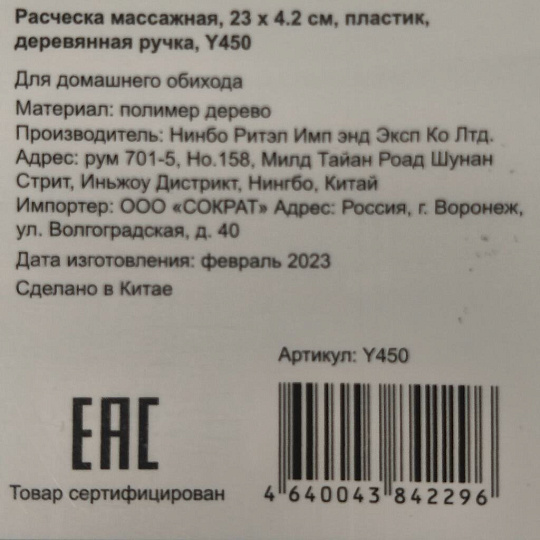 Расческа массажная, 23 x 4.2 см, пластик,
деревянная ручка, Y450
Для домашнего обихода
Материал: полимер дерево
Производитель: Нинбо Ритэл Имп энд Эксп Ко Лтд.
Адрес: рум 701-5, Но.158, Милд Тайан Роад Шунан
Стрит, Иньжоу Дистрикт, Нингбо, Китай
Импортер: ООО «СОКРАТ» Адрес: Россия, г. Воронеж,
ул. Волгоградская, д. 40
Дата изготовления: февраль 2023
Сделано в Китае
Артикул: Y450
EAC
Товар сертифицирован
4 640043 842296